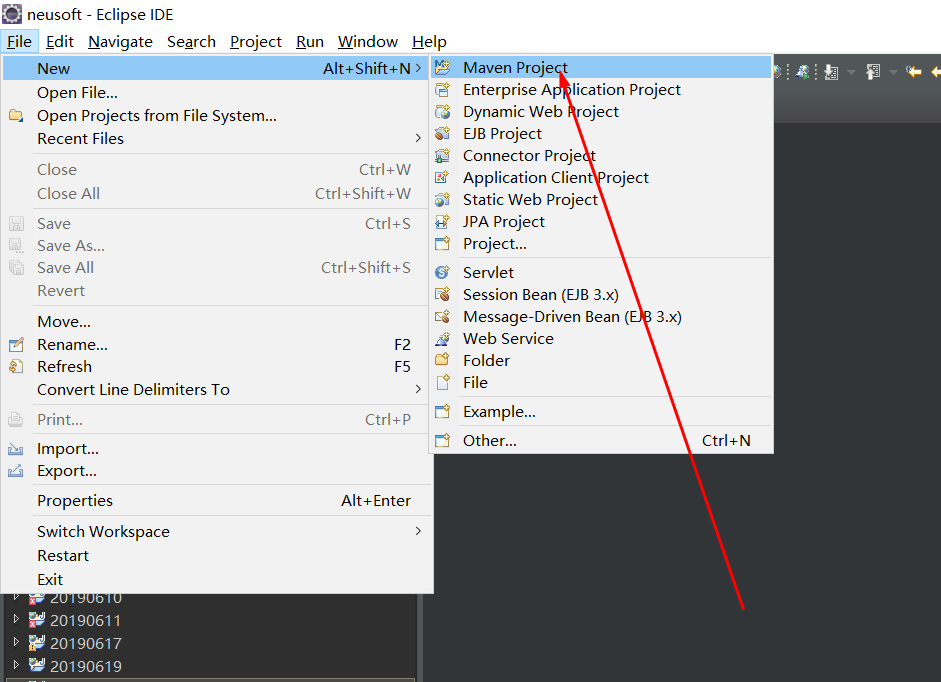 neusoft - Eclipse IDE
File Edit Navigate Search Project Run Window Help
New Alt+Shift+N
Open File...
Open Projects from File System...
Recent Files
Close Ctrl+W
Close All Ctrl+Shift+W
Save Ctrl+S
Save As...
Save All Ctrl+Shift+S
Revert
Move...
Rename... F2
Refresh F5
Convert Line Delimiters To
Print... Ctrl+P
Import...
Export...
Properties Alt+Enter
Switch Workspace
Restart
Exit
Maven Project
Enterprise Application Project
Dynamic Web Project
EJB Project
Connector Project
Application Client Project
Static Web Project
JPA Project
Project...
Servlet
Session Bean (EJB 3.x)
Message-Driven Bean (EJB 3.x)
Web Service
Folder
File
Example...
Other... Ctrl+N
20190610
20190611
20190617
20190619